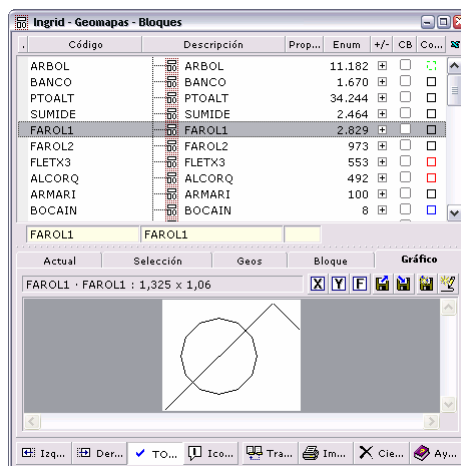 Ingrid - Geomapas - Bloques
. Código Descripción Prop... Enum +/- CB Co...
ARBOL ARBOL 11.182
BANCO BANCO 1.670
PTOALT PTOALT 34.244
SUMIDE SUMIDE 2.464
FAROL1 FAROL1 2.829
FAROL2 FAROL2 973
FLETX3 FLETX3 553
ALCORQ ALCORQ 492
ARMARI ARMARI 100
BOCAIN BOCAIN 8
FAROL1 FAROL1
Actual Selección Geos Bloque Gráfico
FAROL1 · FAROL1 : 1,325 x 1,06 X Y F
Izq... Der... TO... Ico... Tra... Im... Cie... Ay...